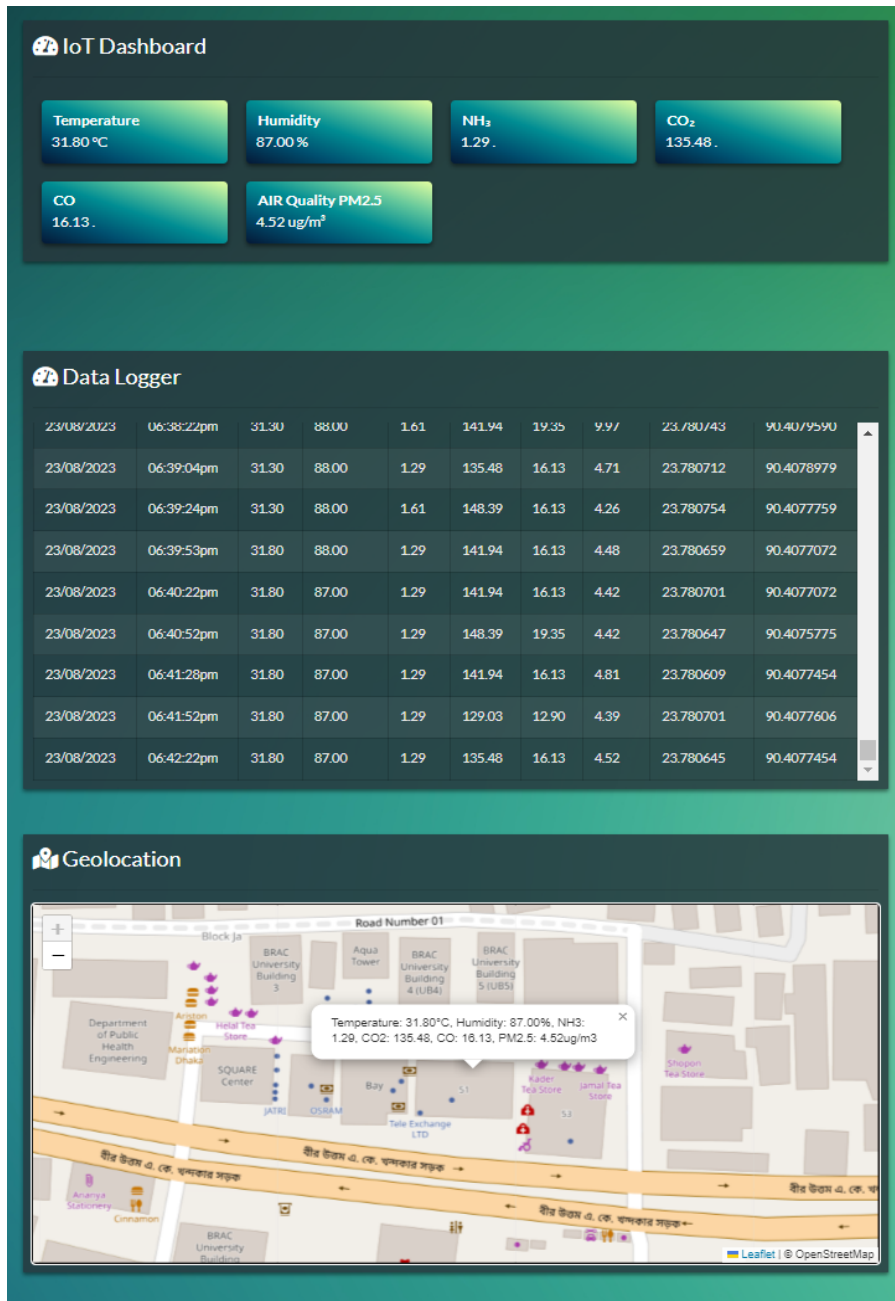 IoT Dashboard
Temperature
31.80 °C
Humidity
87.00 %
NH₃
1.29 .
CO₂
135.48 .
CO
16.13 .
AIR Quality PM2.5
4.52 ug/m³
Data Logger
23/08/2023 06:38:22pm 31.30 88.00 1.61 141.94 19.35 9.97 23.780743 90.4079590
23/08/2023 06:39:04pm 31.30 88.00 1.29 135.48 16.13 4.71 23.780712 90.4078979
23/08/2023 06:39:24pm 31.30 88.00 1.61 148.39 16.13 4.26 23.780754 90.4077759
23/08/2023 06:39:53pm 31.80 88.00 1.29 141.94 16.13 4.48 23.780659 90.4077072
23/08/2023 06:40:22pm 31.80 87.00 1.29 141.94 16.13 4.42 23.780701 90.4077072
23/08/2023 06:40:52pm 31.80 87.00 1.29 148.39 19.35 4.42 23.780647 90.4075775
23/08/2023 06:41:28pm 31.80 87.00 1.29 141.94 16.13 4.81 23.780609 90.4077454
23/08/2023 06:41:52pm 31.80 87.00 1.29 129.03 12.90 4.39 23.780701 90.4077606
23/08/2023 06:42:22pm 31.80 87.00 1.29 135.48 16.13 4.52 23.780645 90.4077454
Geolocation
+
−
Road Number 01
Block Ja
BRAC
University
Building
3
Aqua
Tower
BRAC
University
Building
4 (UB4)
BRAC
University
Building
5 (UB5)
Department
of Public
Health
Engineering
Ariston
Helal Tea
Store
Mariation
Dhaka
Temperature: 31.80°C, Humidity: 87.00%, NH3:
1.29, CO2: 135.48, CO: 16.13, PM2.5: 4.52ug/m3
×
SQUARE
Center
JATRI
OSRAM
Bay
51
Tele Exchange
LTD
Kader
Tea Store
Jamal Tea
Store
53
Shopon
Tea Store
বীর উত্তম এ. কে. খন্দকার সড়ক
বীর উত্তম এ. কে. খন্দকার সড়ক
বীর উত্তম এ. কে. খন্দকার সড়ক
বীর উত্তম এ. কে.
Ananya
Stationery
Cinnamon
BRAC
University
Building
Leaflet | © OpenStreetMap